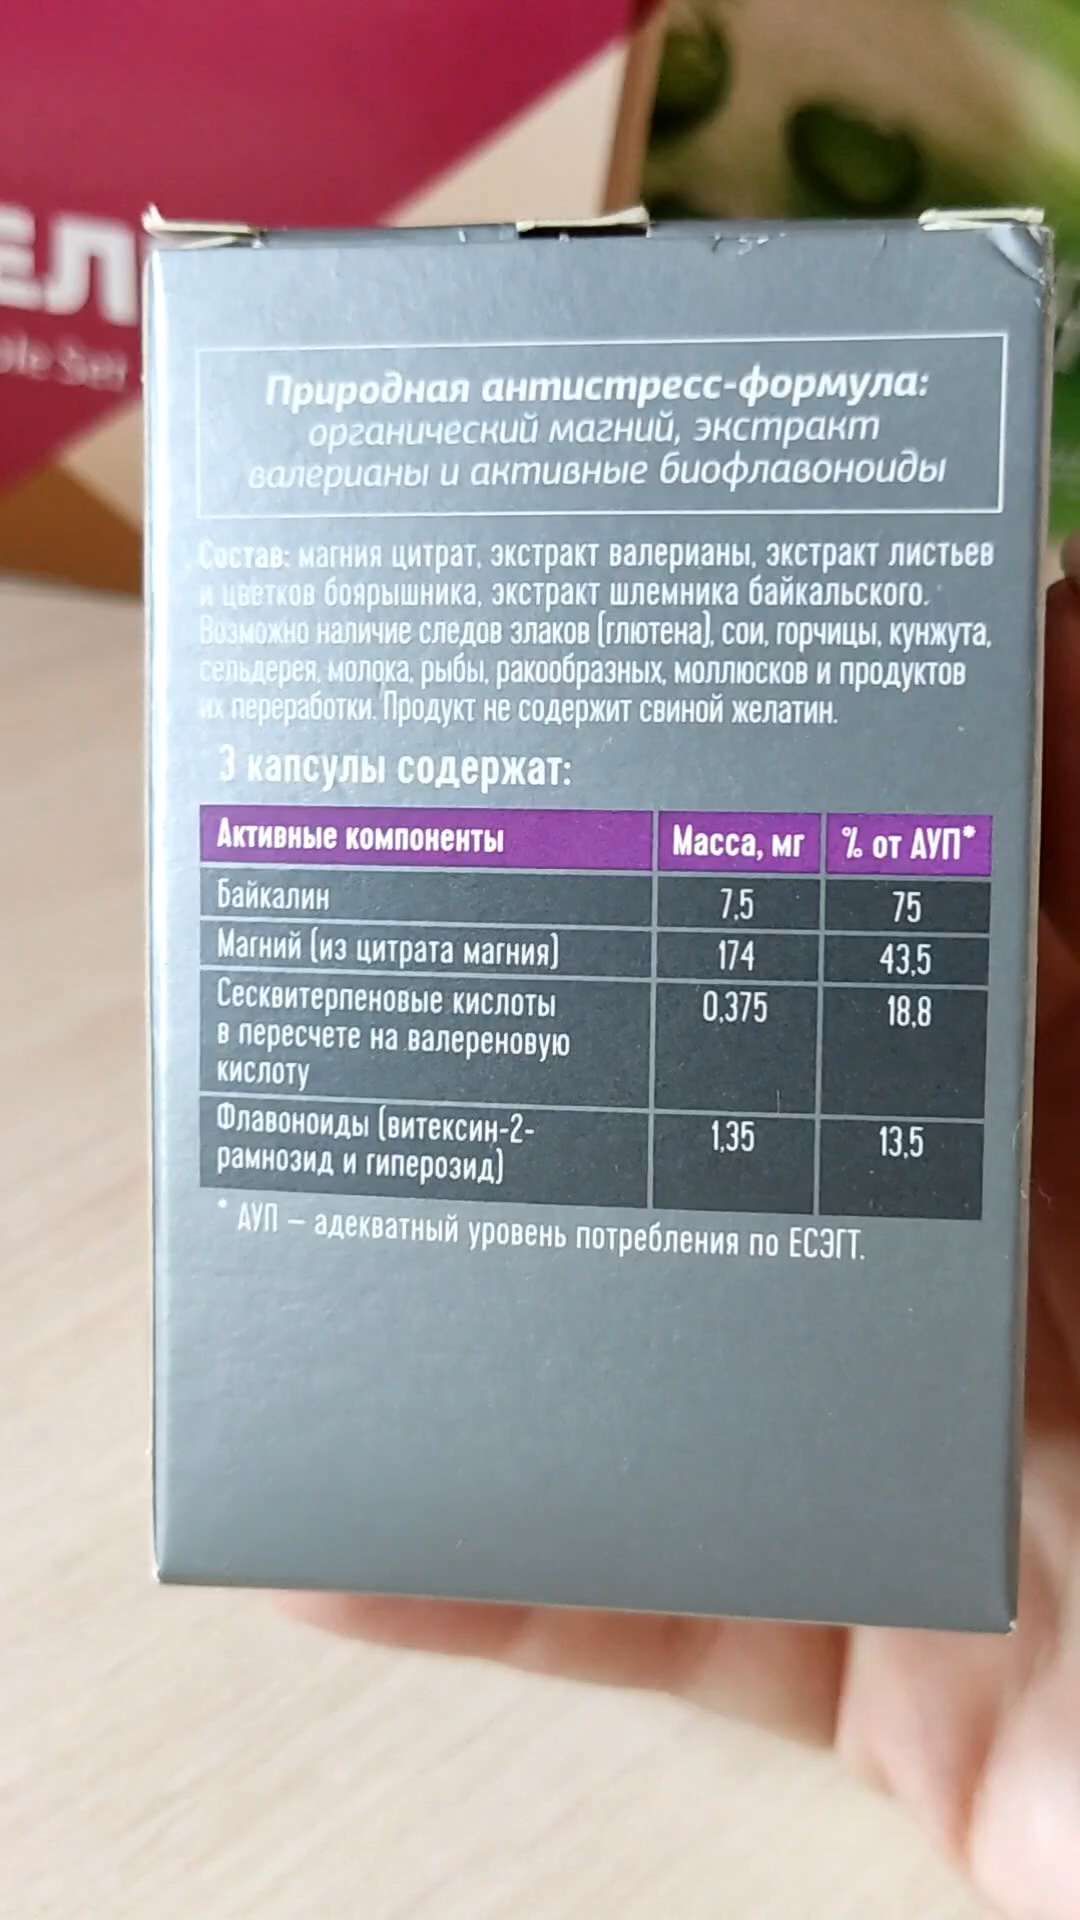 ЕЛ
ple Set
Природная антистресс-формула:
органический магний, экстракт
валерианы и активные биофлавоноиды
Состав: магния цитрат, экстракт валерианы, экстракт листьев
и цветков боярышника, экстракт шлемника байкальского.
Возможно наличие следов злаков (глютена), сои, горчицы, кунжута,
сельдерея, молока, рыбы, ракообразных, моллюсков и продуктов
их переработки. Продукт не содержит свиной желатин.
3 капсулы содержат:
Активные компоненты Масса, мг % от АУП*
Байкалин 7,5 75
Магний (из цитрата магния) 174 43,5
Сесквитерпеновые кислоты 0,375 18,8
в пересчете на валереновую
кислоту
Флавоноиды (витексин-2- 1,35 13,5
рамнозид и гиперозид)
* АУП – адекватный уровень потребления по ЕСЭГТ.